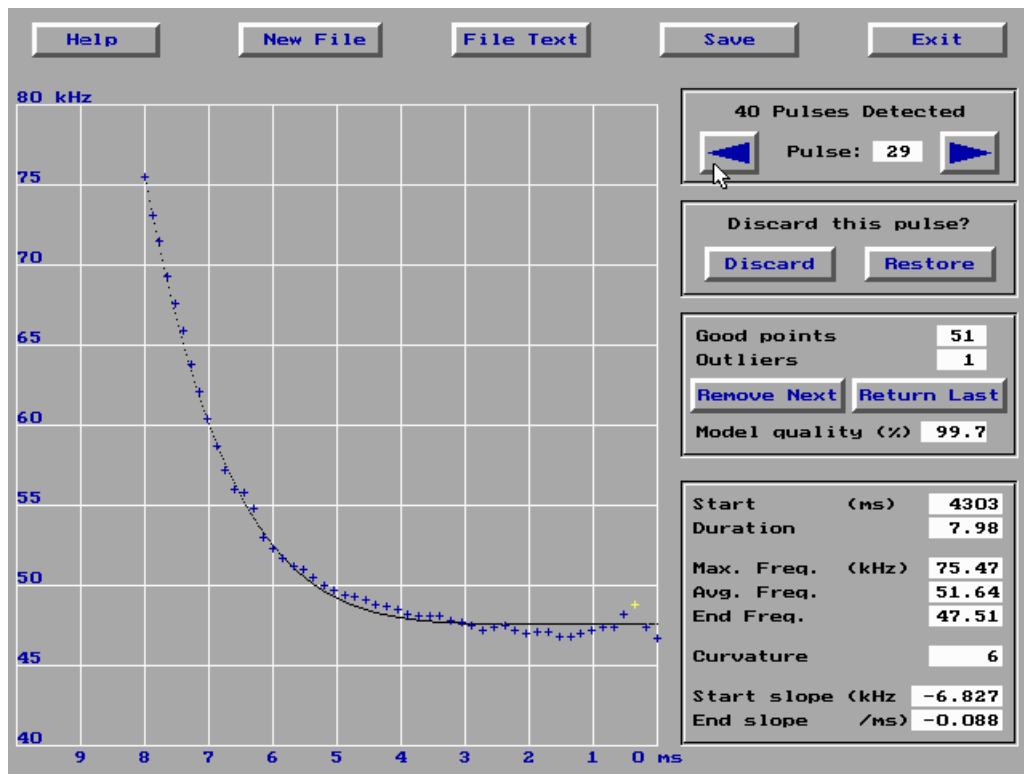 Help New File File Text Save Exit
80 kHz
75
70
65
60
55
50
45
40
9 8 7 6 5 4 3 2 1 0 ms
40 Pulses Detected
Pulse: 29
Discard this pulse?
Discard Restore
Good points 51
Outliers 1
Remove Next Return Last
Model quality (%) 99.7
Start (ms) 4303
Duration 7.98
Max. Freq. (kHz) 75.47
Avg. Freq. 51.64
End Freq. 47.51
Curvature 6
Start slope (kHz -6.827
End slope /ms) -0.088